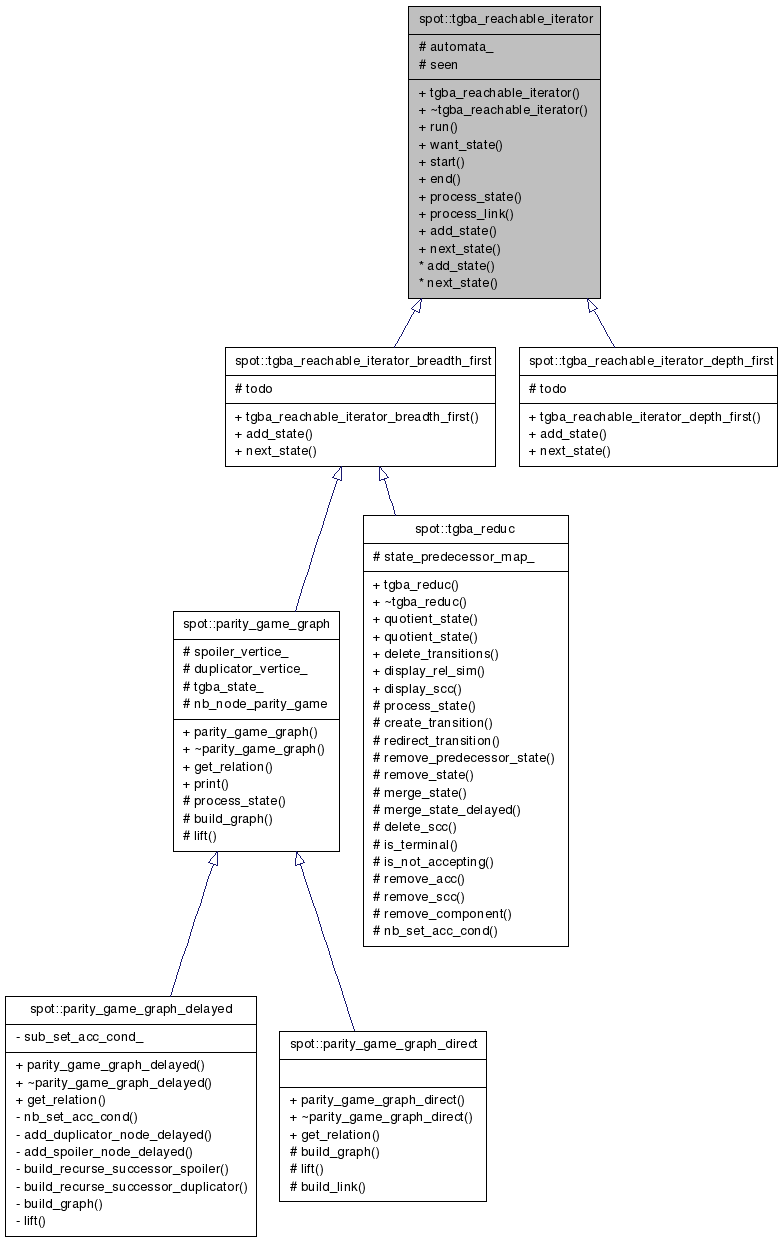 spot::tgba_reachable_iterator
# automata_
# seen
+ tgba_reachable_iterator()
+ ~tgba_reachable_iterator()
+ run()
+ want_state()
+ start()
+ end()
+ process_state()
+ process_link()
+ add_state()
+ next_state()
* add_state()
* next_state()
spot::tgba_reachable_iterator_breadth_first
# todo
+ tgba_reachable_iterator_breadth_first()
+ add_state()
+ next_state()
spot::tgba_reachable_iterator_depth_first
# todo
+ tgba_reachable_iterator_depth_first()
+ add_state()
+ next_state()
spot::tgba_reduc
# state_predecessor_map_
+ tgba_reduc()
+ ~tgba_reduc()
+ quotient_state()
+ quotient_state()
+ delete_transitions()
+ display_rel_sim()
+ display_scc()
# process_state()
# create_transition()
# redirect_transition()
# remove_predecessor_state()
# remove_state()
# merge_state()
# merge_state_delayed()
# delete_scc()
# is_terminal()
# is_not_accepting()
# remove_acc()
# remove_scc()
# remove_component()
# nb_set_acc_cond()
spot::parity_game_graph
# spoiler_vertice_
# duplicator_vertice_
# tgba_state_
# nb_node_parity_game
+ parity_game_graph()
+ ~parity_game_graph()
+ get_relation()
+ print()
# process_state()
# build_graph()
# lift()
spot::parity_game_graph_delayed
- sub_set_acc_cond_
+ parity_game_graph_delayed()
+ ~parity_game_graph_delayed()
+ get_relation()
- nb_set_acc_cond()
- add_duplicator_node_delayed()
- add_spoiler_node_delayed()
- build_recurse_successor_spoiler()
- build_recurse_successor_duplicator()
- build_graph()
- lift()
spot::parity_game_graph_direct
+ parity_game_graph_direct()
+ ~parity_game_graph_direct()
+ get_relation()
# build_graph()
# lift()
# build_link()